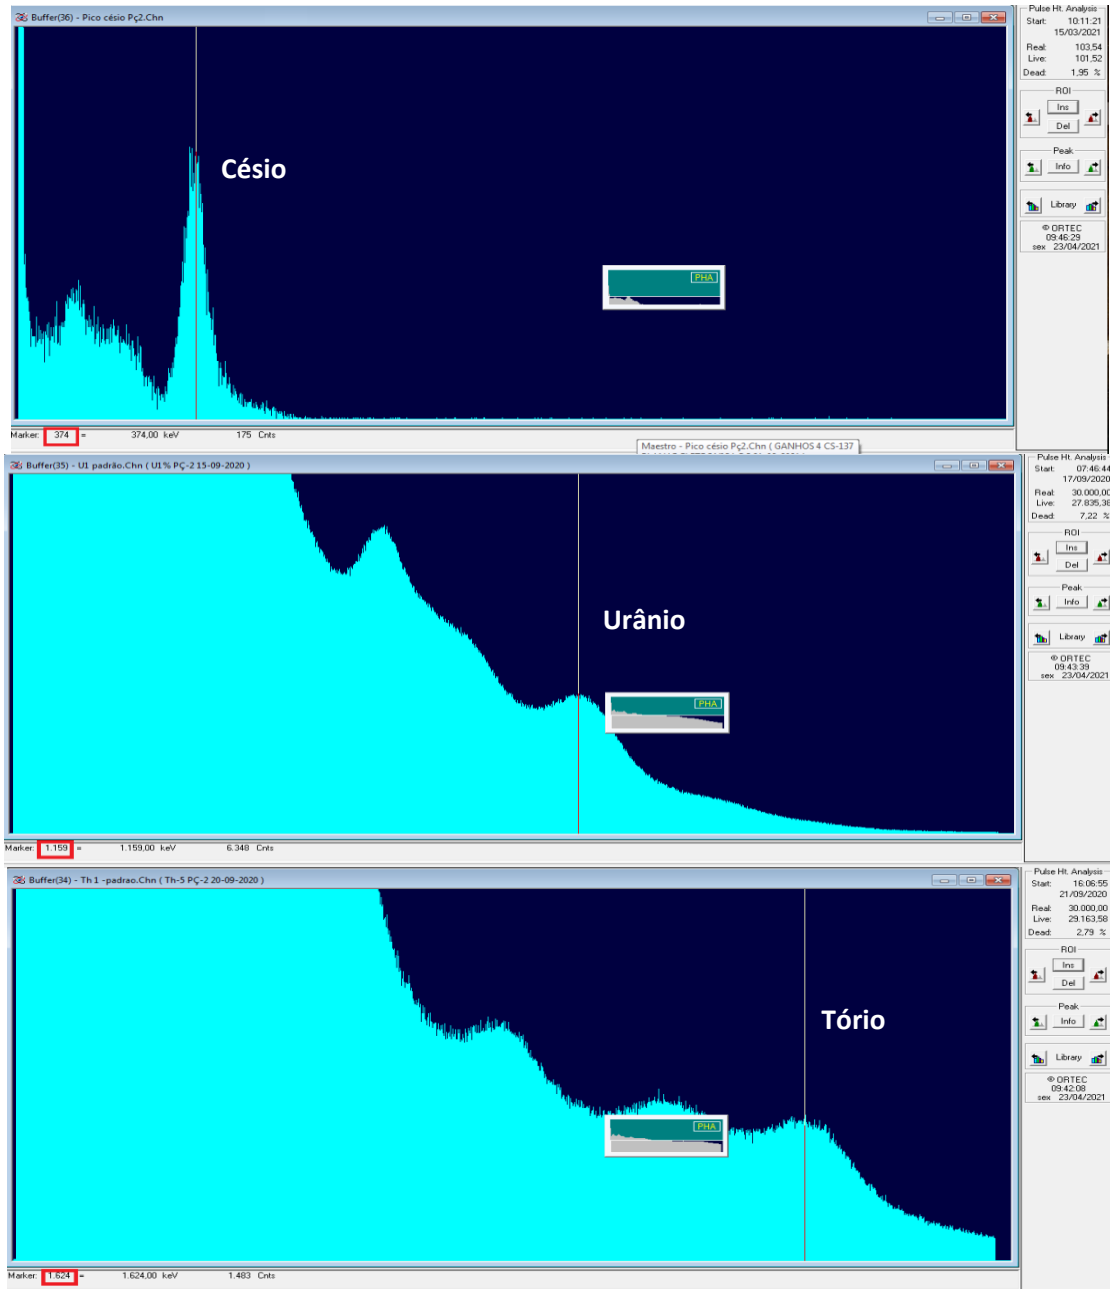 Buffer(36) - Pico césio Pç2.Chn
Pulse Ht. Analysis
Start: 10:11:21
15/03/2021
Real: 103,54
Live: 101,52
Dead: 1,95 %
ROI
Ins
Del
Peak
Info
Library
© ORTEC
09:46:29
sex 23/04/2021
Césio
PHA
Marker: 374 = 374,00 keV 175 Cnts
Maestro - Pico césio Pç2.Chn ( GANHOS 4 CS-137
Buffer(35) - U1 padrão.Chn ( U1% PÇ-2 15-09-2020 )
Pulse Ht. Analysis
Start: 07:46:44
17/09/2020
Real: 30.000,00
Live: 27.835,36
Dead: 7,22 %
ROI
Ins
Del
Peak
Info
Library
© ORTEC
09:43:39
sex 23/04/2021
Urânio
PHA
Marker: 1.159 = 1.159,00 keV 6.348 Cnts
Buffer(34) - Th 1 -padrao.Chn ( Th-5 PÇ-2 20-09-2020 )
Pulse Ht. Analysis
Start: 16:06:55
21/09/2020
Real: 30.000,00
Live: 29.163,58
Dead: 2,79 %
ROI
Ins
Del
Peak
Info
Library
© ORTEC
09:42:08
sex 23/04/2021
Tório
PHA
Marker: 1.624 = 1.624,00 keV 1.483 Cnts